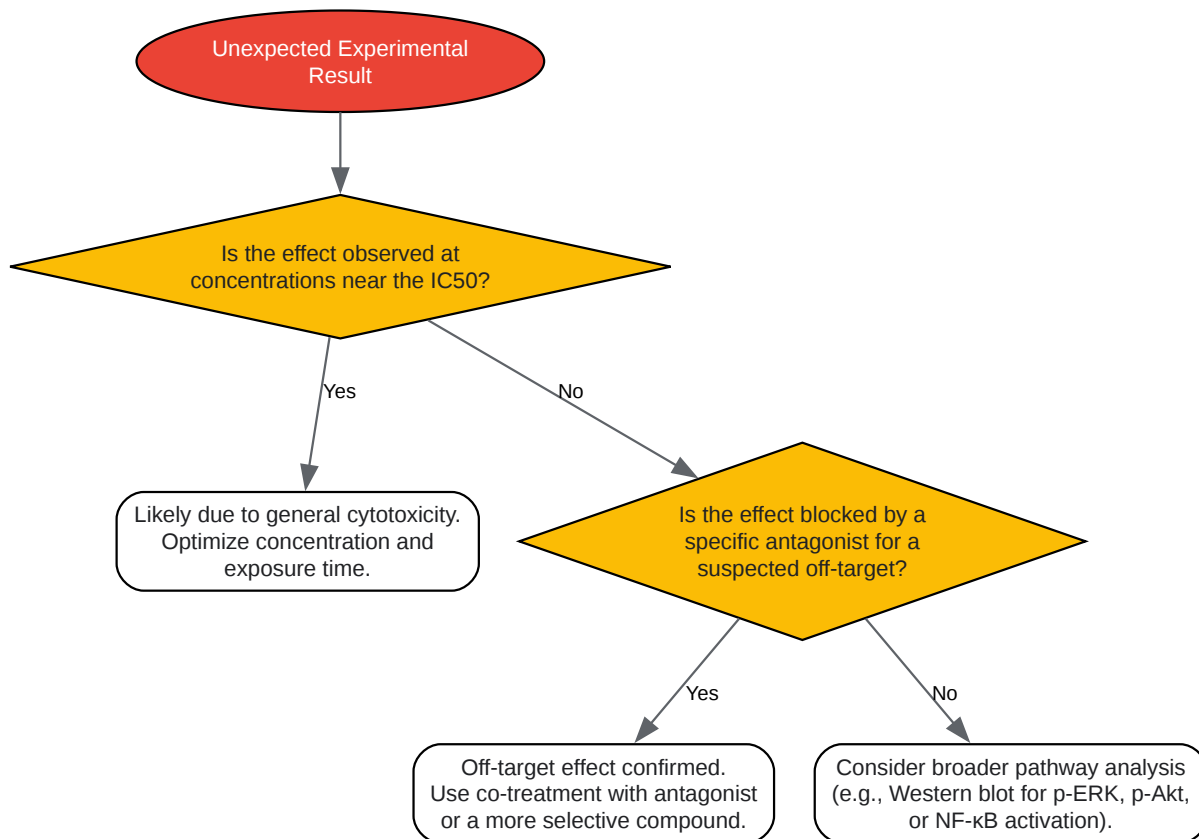 Unexpected Experimental
Result
Is the effect observed at
concentrations near the IC50?
Yes
No
Likely due to general cytotoxicity.
Optimize concentration and
exposure time.
Is the effect blocked by a
specific antagonist for a
suspected off-target?
Yes
No
Off-target effect confirmed.
Use co-treatment with antagonist
or a more selective compound.
Consider broader pathway analysis
(e.g., Western blot for p-ERK, p-Akt,
or NF-κB activation).